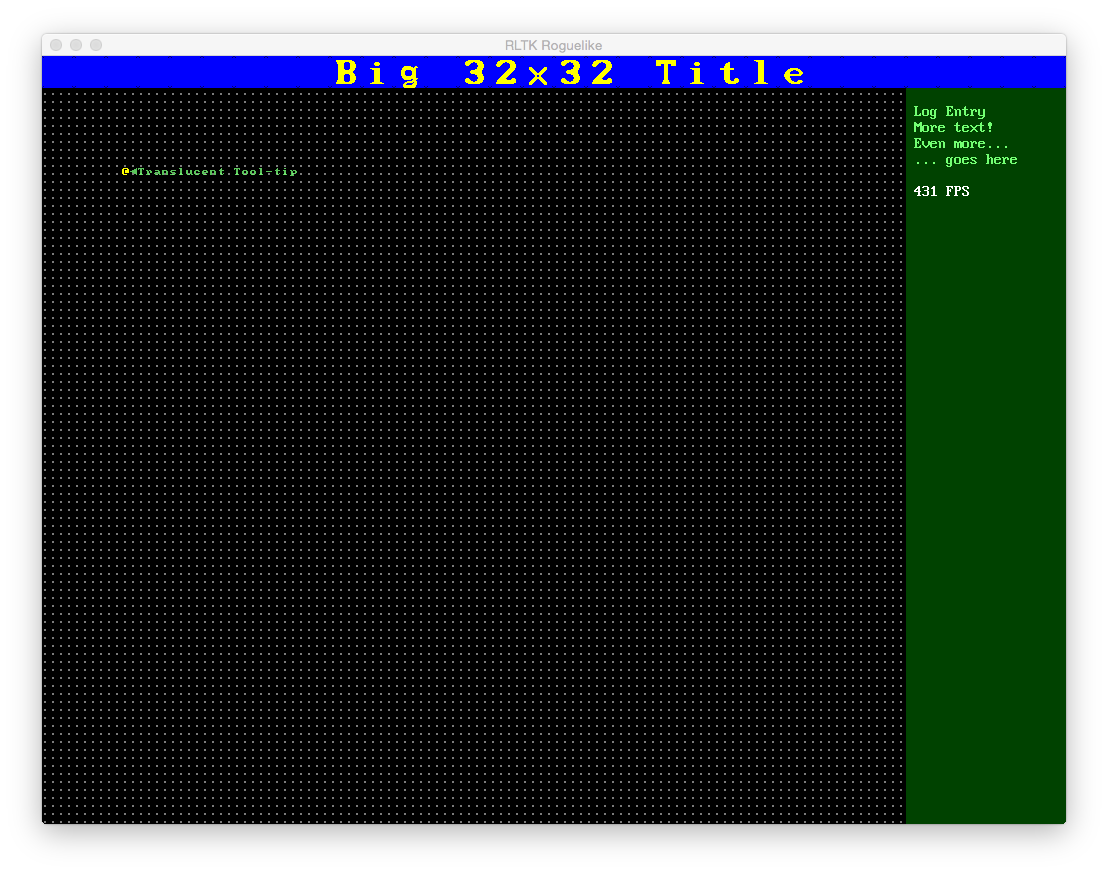 RLTK Roguelike
Big 32x32 Title
Log Entry
More text!
Even more...
... goes here
@◄Translucent Tool-tip
431 FPS